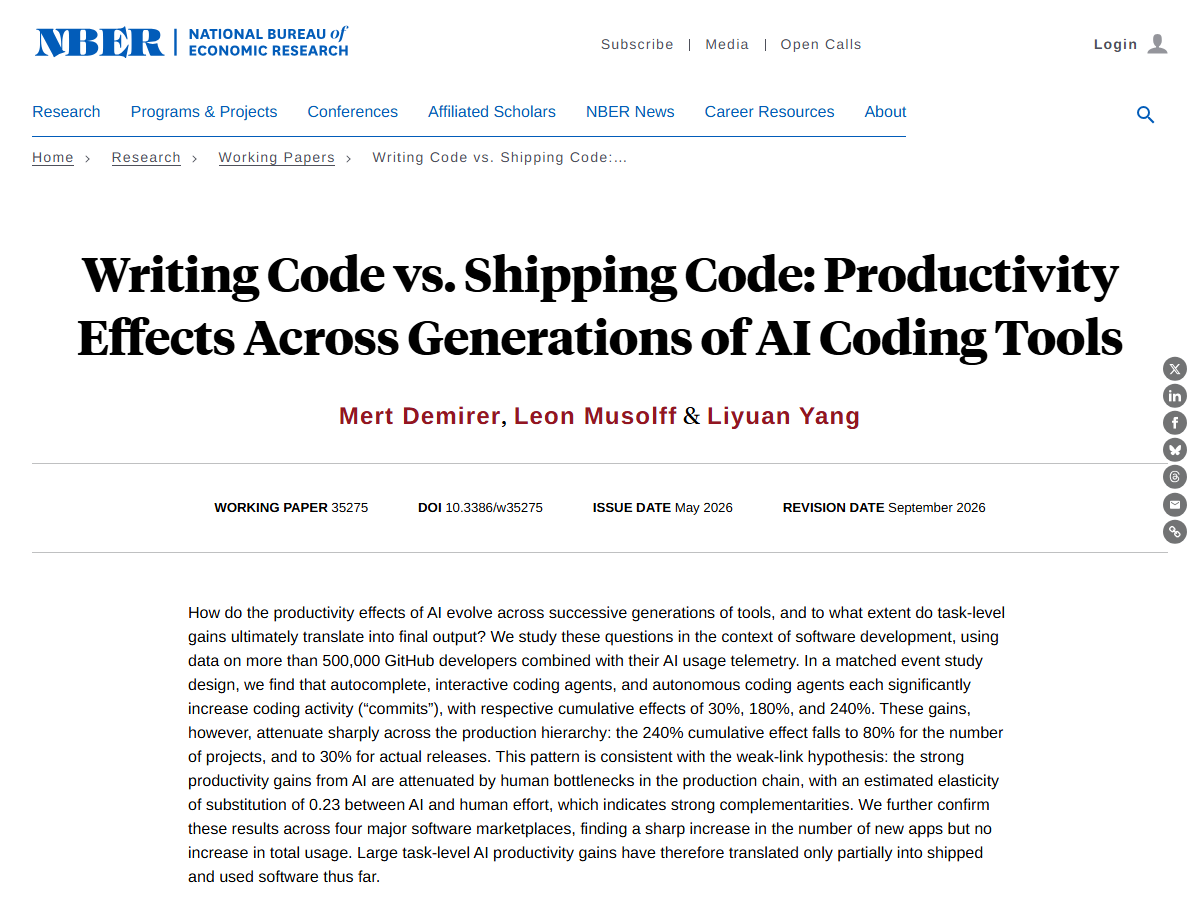 NBER | NATIONAL BUREAU of
ECONOMIC RESEARCH
Subscribe | Media | Open Calls
Login
Research Programs & Projects Conferences Affiliated Scholars NBER News Career Resources About
Home › Research › Working Papers › Writing Code vs. Shipping Code:…
Writing Code vs. Shipping Code: Productivity
Effects Across Generations of AI Coding Tools
Mert Demirer, Leon Musolff & Liyuan Yang
WORKING PAPER 35275 DOI 10.3386/w35275 ISSUE DATE May 2026 REVISION DATE September 2026
How do the productivity effects of AI evolve across successive generations of tools, and to what extent do task-level
gains ultimately translate into final output? We study these questions in the context of software development, using
data on more than 500,000 GitHub developers combined with their AI usage telemetry. In a matched event study
design, we find that autocomplete, interactive coding agents, and autonomous coding agents each significantly
increase coding activity (“commits”), with respective cumulative effects of 30%, 180%, and 240%. These gains,
however, attenuate sharply across the production hierarchy: the 240% cumulative effect falls to 80% for the number
of projects, and to 30% for actual releases. This pattern is consistent with the weak-link hypothesis: the strong
productivity gains from AI are attenuated by human bottlenecks in the production chain, with an estimated elasticity
of substitution of 0.23 between AI and human effort, which indicates strong complementarities. We further confirm
these results across four major software marketplaces, finding a sharp increase in the number of new apps but no
increase in total usage. Large task-level AI productivity gains have therefore translated only partially into shipped
and used software thus far.